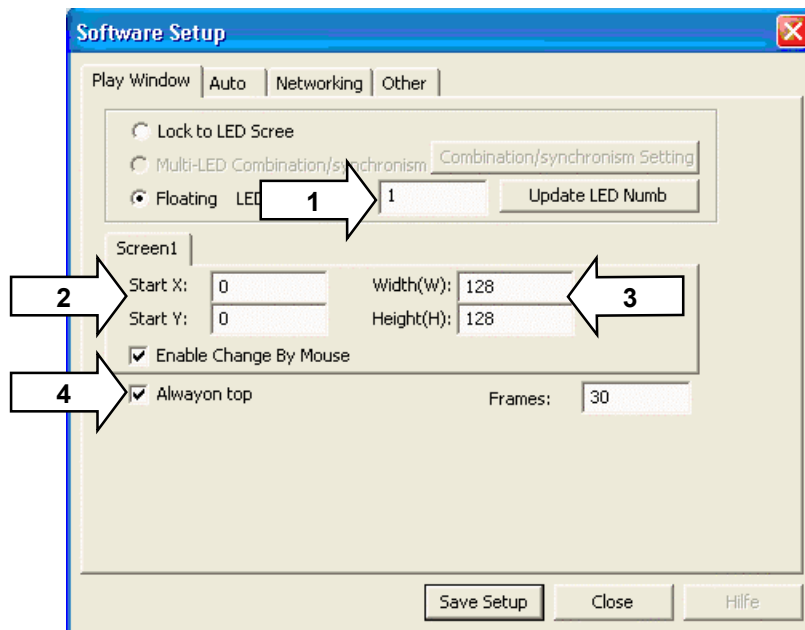 Software Setup
Play Window Auto Networking Other
Lock to LED Scree
Multi-LED Combination/synchronism Combination/synchronism Setting
Floating LED 1 1 Update LED Numb
Screen1
2 Start X: 0 Width(W): 128 3
Start Y: 0 Height(H): 128
Enable Change By Mouse
4 Alwayon top Frames: 30
Save Setup Close Hilfe